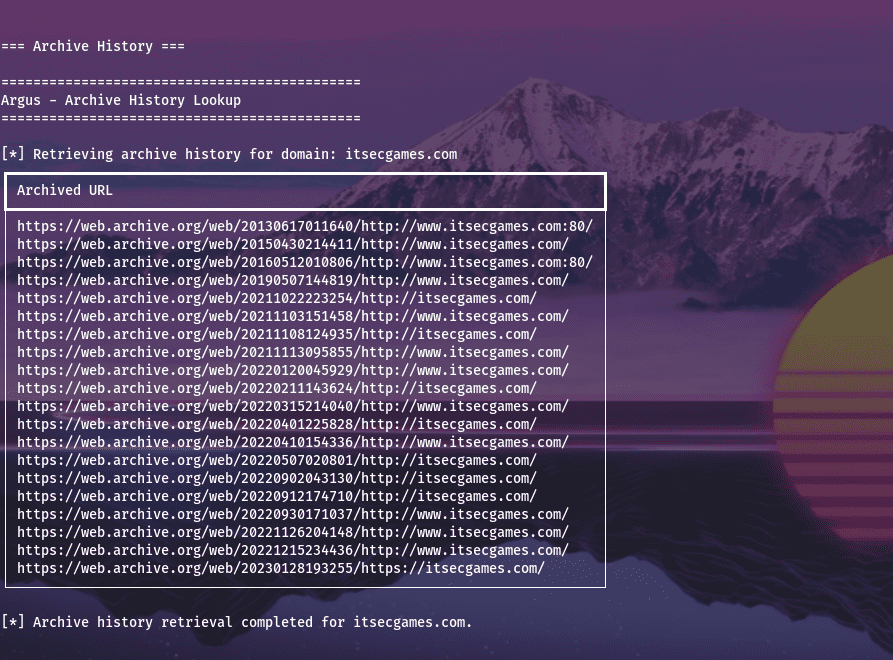 === Archive History ===
=============================================
Argus - Archive History Lookup
=============================================
[*] Retrieving archive history for domain: itsecgames.com
Archived URL
https://web.archive.org/web/20130617011640/http://www.itsecgames.com:80/
https://web.archive.org/web/20150430214411/http://www.itsecgames.com/
https://web.archive.org/web/20160512010806/http://www.itsecgames.com:80/
https://web.archive.org/web/20190507144819/http://www.itsecgames.com/
https://web.archive.org/web/20211022223254/http://itsecgames.com/
https://web.archive.org/web/20211103151458/http://www.itsecgames.com/
https://web.archive.org/web/20211108124935/http://itsecgames.com/
https://web.archive.org/web/20211113095855/http://www.itsecgames.com/
https://web.archive.org/web/20220120045929/http://www.itsecgames.com/
https://web.archive.org/web/20220211143624/http://itsecgames.com/
https://web.archive.org/web/20220315214040/http://www.itsecgames.com/
https://web.archive.org/web/20220401225828/http://itsecgames.com/
https://web.archive.org/web/20220410154336/http://www.itsecgames.com/
https://web.archive.org/web/20220507020801/http://itsecgames.com/
https://web.archive.org/web/20220902043130/http://itsecgames.com/
https://web.archive.org/web/20220912174710/http://itsecgames.com/
https://web.archive.org/web/20220930171037/http://www.itsecgames.com/
https://web.archive.org/web/20221126204148/http://www.itsecgames.com/
https://web.archive.org/web/20221215234436/http://www.itsecgames.com/
https://web.archive.org/web/20230128193255/https://itsecgames.com/
[*] Archive history retrieval completed for itsecgames.com.